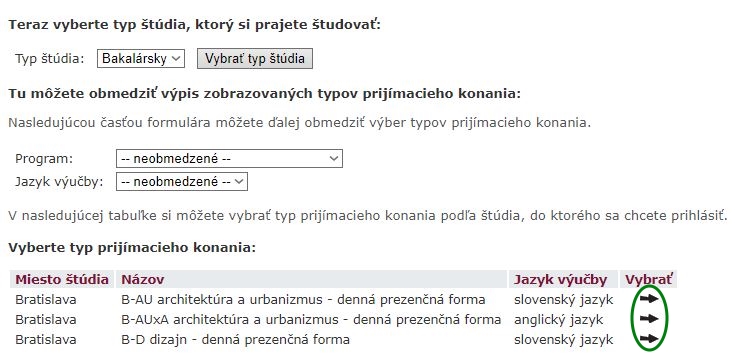 Teraz vyberte typ štúdia, ktorý si prajete študovať:
Typ štúdia: Bakalársky Vybrať typ štúdia
Tu môžete obmedziť výpis zobrazovaných typov prijímacieho konania:
Nasledujúcou časťou formulára môžete ďalej obmedziť výber typov prijímacieho konania.
Program: -- neobmedzené --
Jazyk výučby: -- neobmedzené --
V nasledujúcej tabuľke si môžete vybrať typ prijímacieho konania podľa štúdia, do ktorého sa chcete prihlásiť.
Vyberte typ prijímacieho konania:
Miesto štúdia Názov Jazyk výučby Vybrať
Bratislava B-AU architektúra a urbanizmus - denná prezenčná forma slovenský jazyk
Bratislava B-AUxA architektúra a urbanizmus - denná prezenčná forma anglický jazyk
Bratislava B-D dizajn - denná prezenčná forma slovenský jazyk